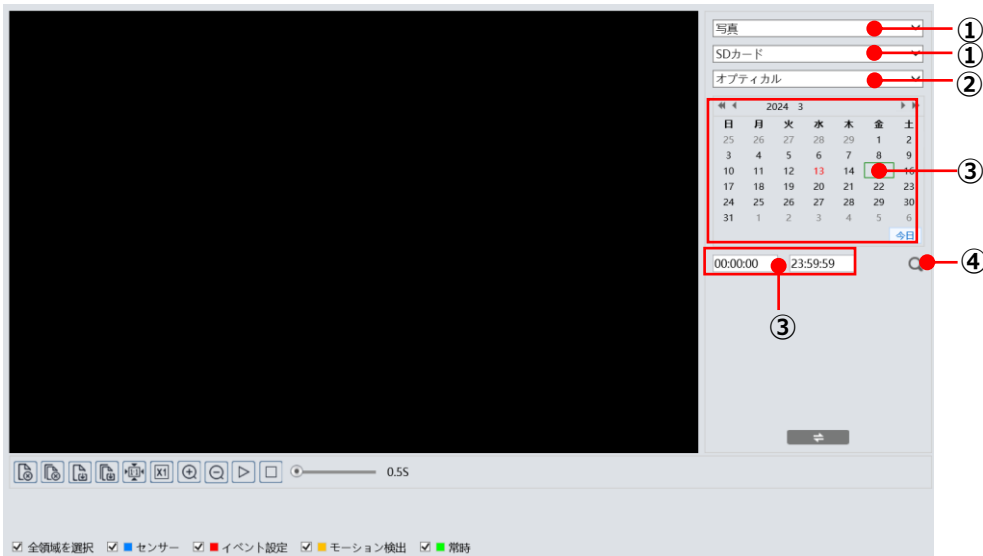 写真
①
SDカード
①
オプティカル
②
2024 3
日 月 火 水 木 金 土
25 26 27 28 29 1 2
3 4 5 6 7 8 9
10 11 12 13 14 16
③
17 18 19 20 21 22 23
24 25 26 27 28 29 30
31 1 2 3 4 5 6
今日
00:00:00 23:59:59
④
③
1:1 X1 0.5S
全領域を選択 センサー イベント設定 モーション検出 常時